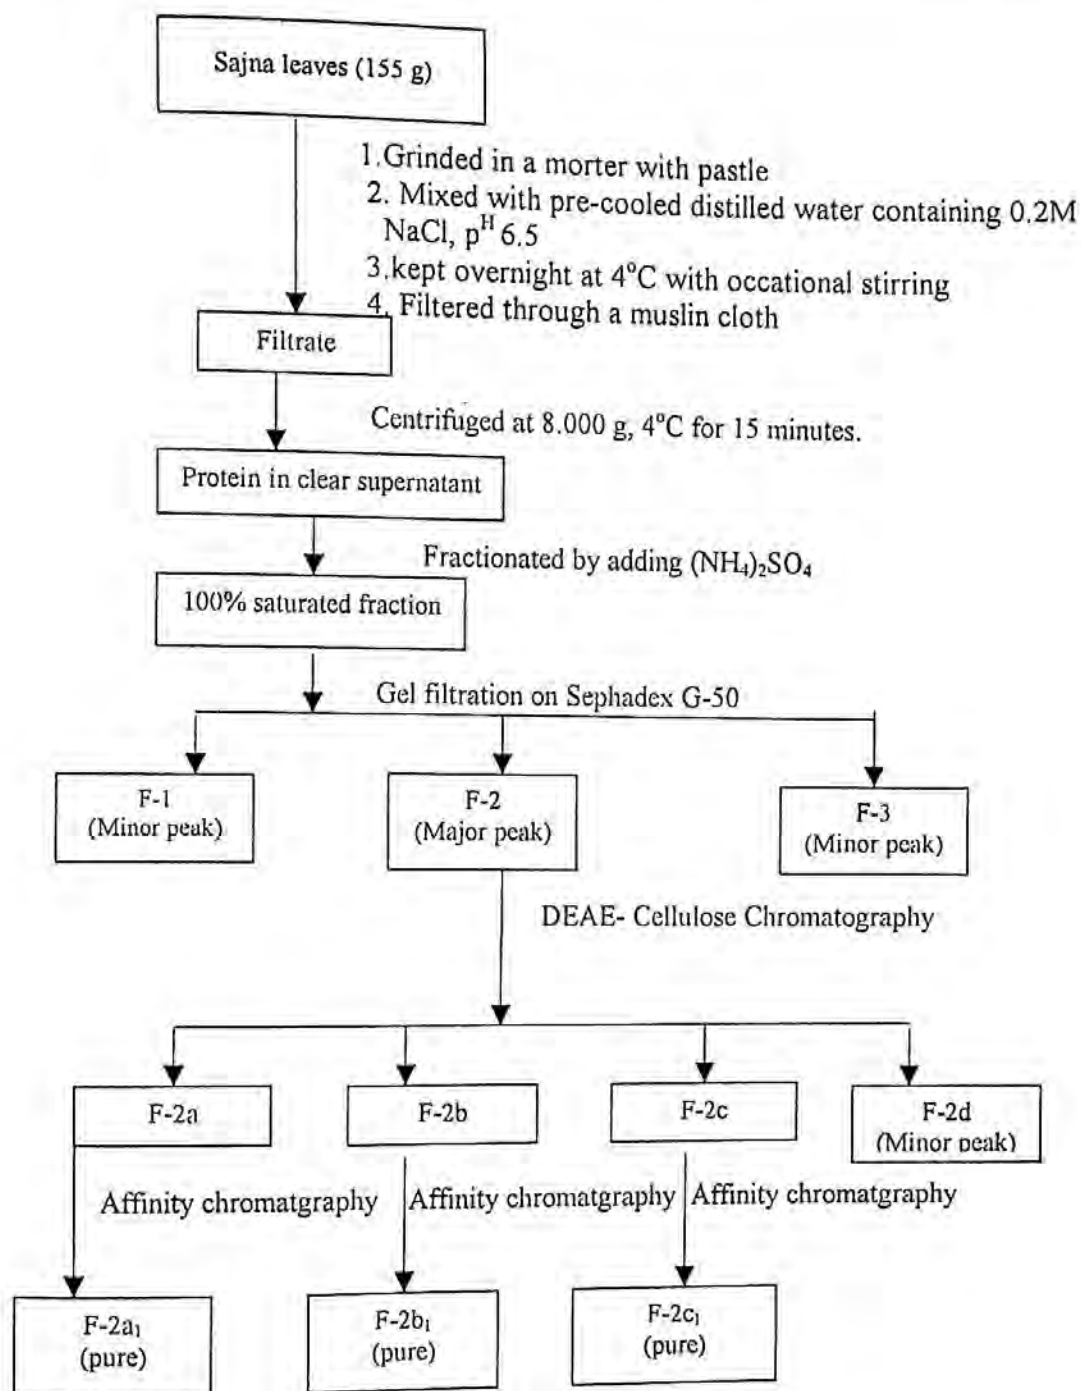 Sajna leaves (155 g)
1.Grinded in a morter with pastle
2. Mixed with pre-cooled distilled water containing 0.2M
NaCl, p^H 6.5
3.kept overnight at 4°C with occational stirring
4. Filtered through a muslin cloth
Filtrate
Centrifuged at 8.000 g, 4°C for 15 minutes.
Protein in clear supernatant
Fractionated by adding (NH₄)₂SO₄
100% saturated fraction
Gel filtration on Sephadex G-50
F-1
(Minor peak)
F-2
(Major peak)
F-3
(Minor peak)
DEAE- Cellulose Chromatography
F-2a
F-2b
F-2c
F-2d
(Minor peak)
Affinity chromatgraphy
Affinity chromatgraphy
Affinity chromatgraphy
F-2a₁
(pure)
F-2b₁
(pure)
F-2c₁
(pure)